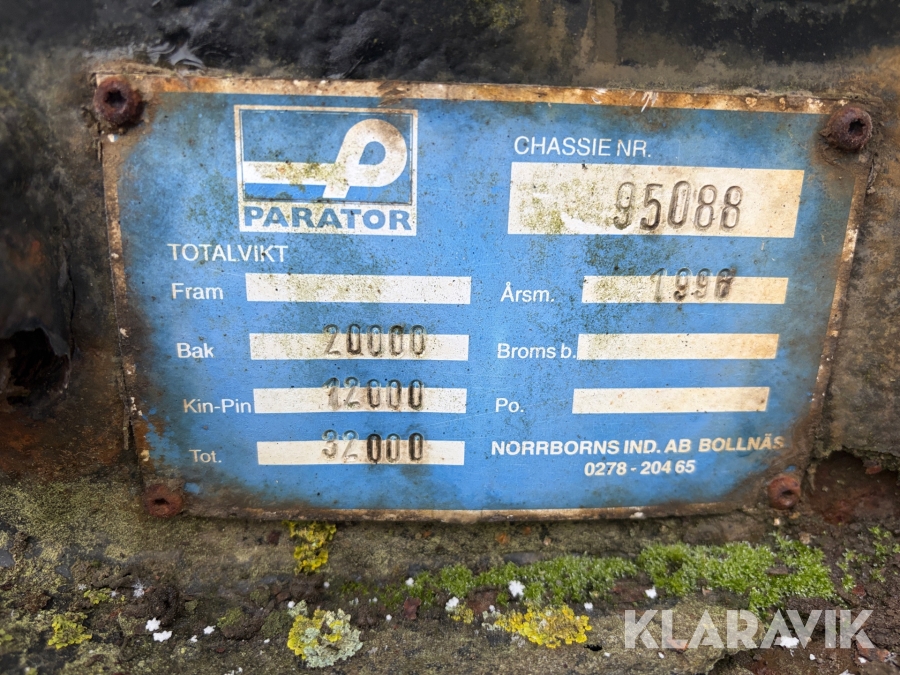 PARATOR
CHASSIE NR.
95088
TOTALVIKT
Fram
Årsm. 1996
Bak 20000
Broms b.
Kin-Pin 12000
Po.
Tot. 32000
NORRBORNS IND. AB BOLLNÄS
0278 - 204 65
KLARAVIK